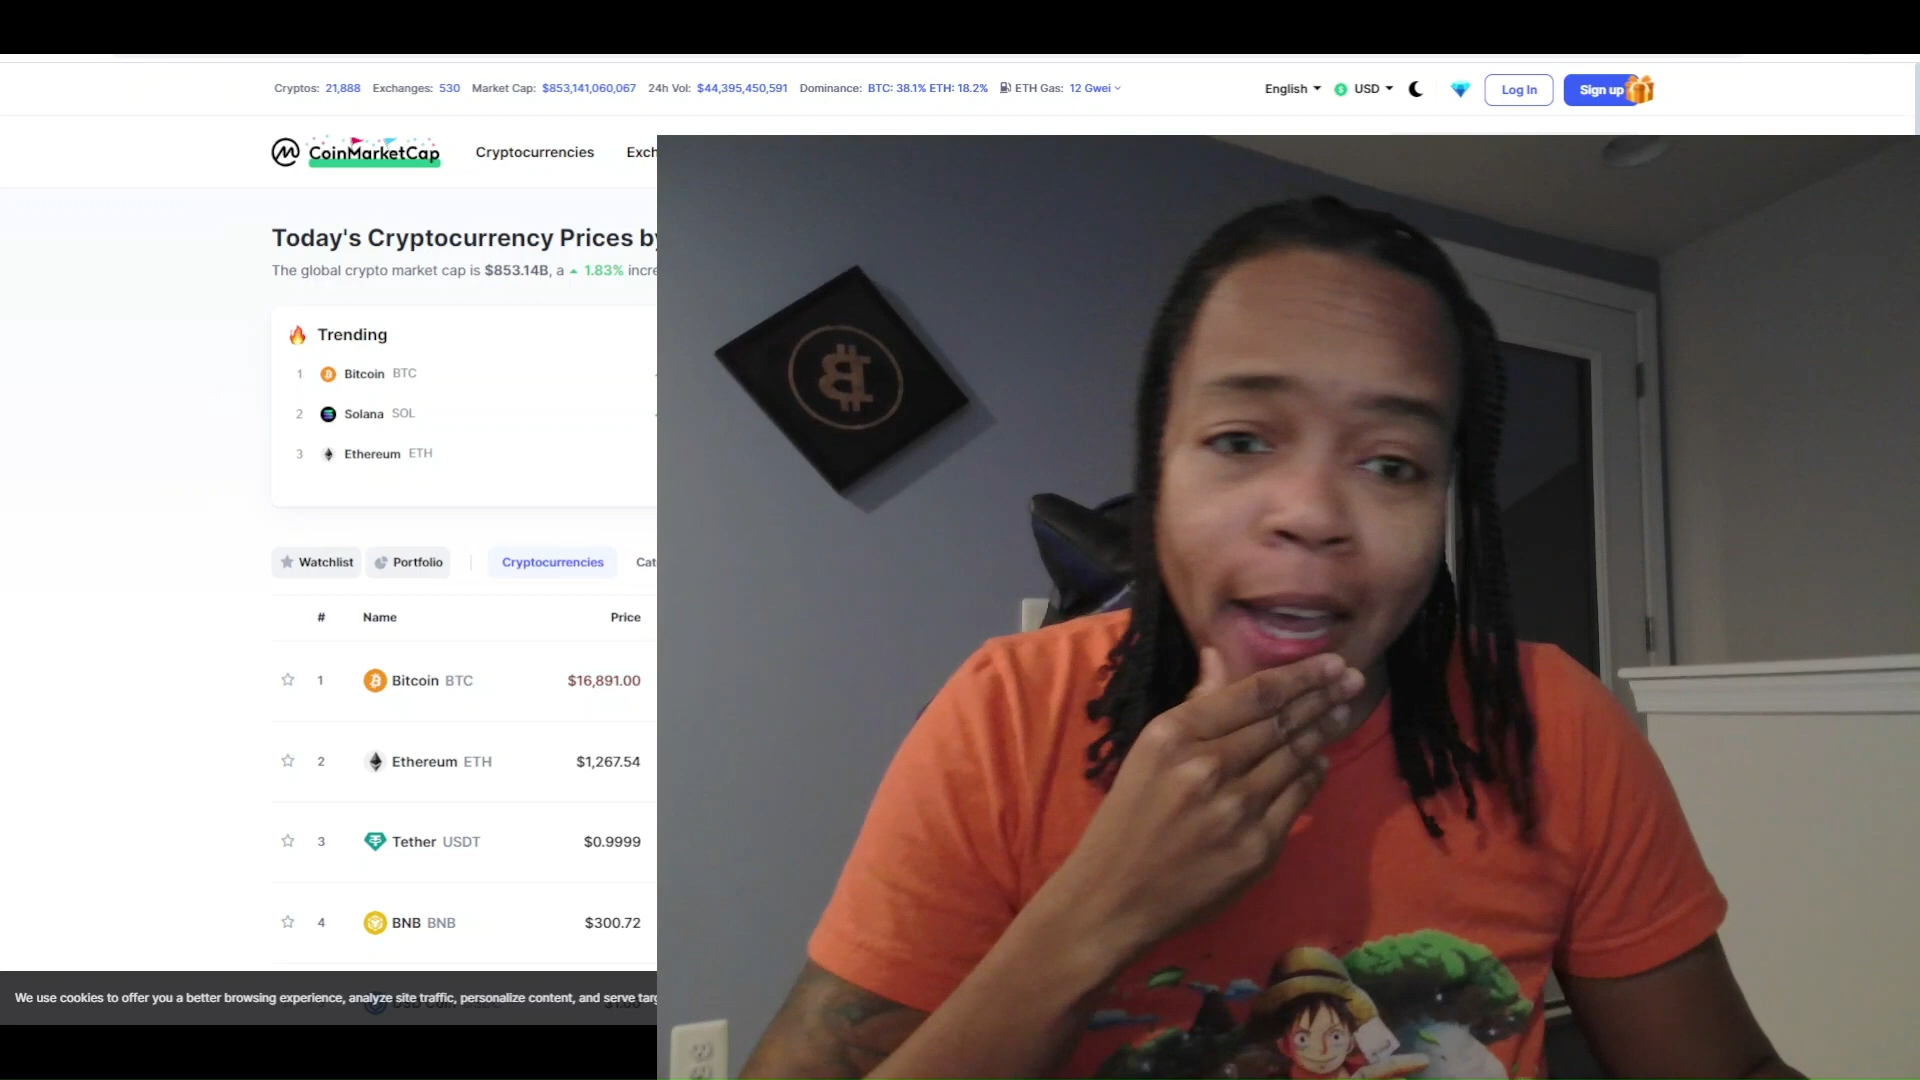 Cryptos: 21,888 Exchanges: 530 Market Cap: $853,141,060,067 24h Vol: $44,395,450,591 Dominance: BTC: 38.1% ETH: 18.2% ETH Gas: 12 Gwei
English USD Log In Sign up
CoinMarketCap Cryptocurrencies Exch
Today's Cryptocurrency Prices by
The global crypto market cap is $853.14B, a 1.83% incre
Trending
1 Bitcoin BTC
2 Solana SOL
3 Ethereum ETH
Watchlist Portfolio Cryptocurrencies Cat
# Name Price
1 Bitcoin BTC $16,891.00
2 Ethereum ETH $1,267.54
3 Tether USDT $0.9999
4 BNB BNB $300.72
We use cookies to offer you a better browsing experience, analyze site traffic, personalize content, and serve targ